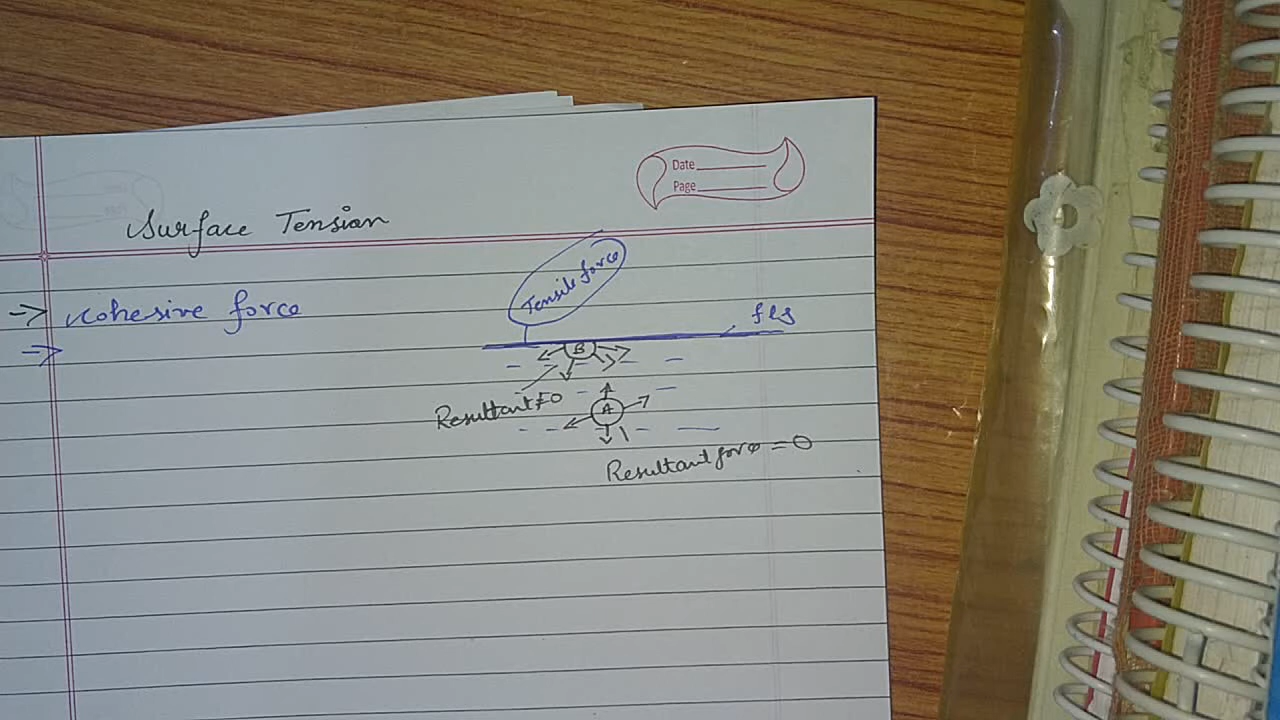 Date
Page
Surface Tension
Tensile force
→ Cohesive force
fls
→
B
Resultant≠0
A
Resultant force = 0